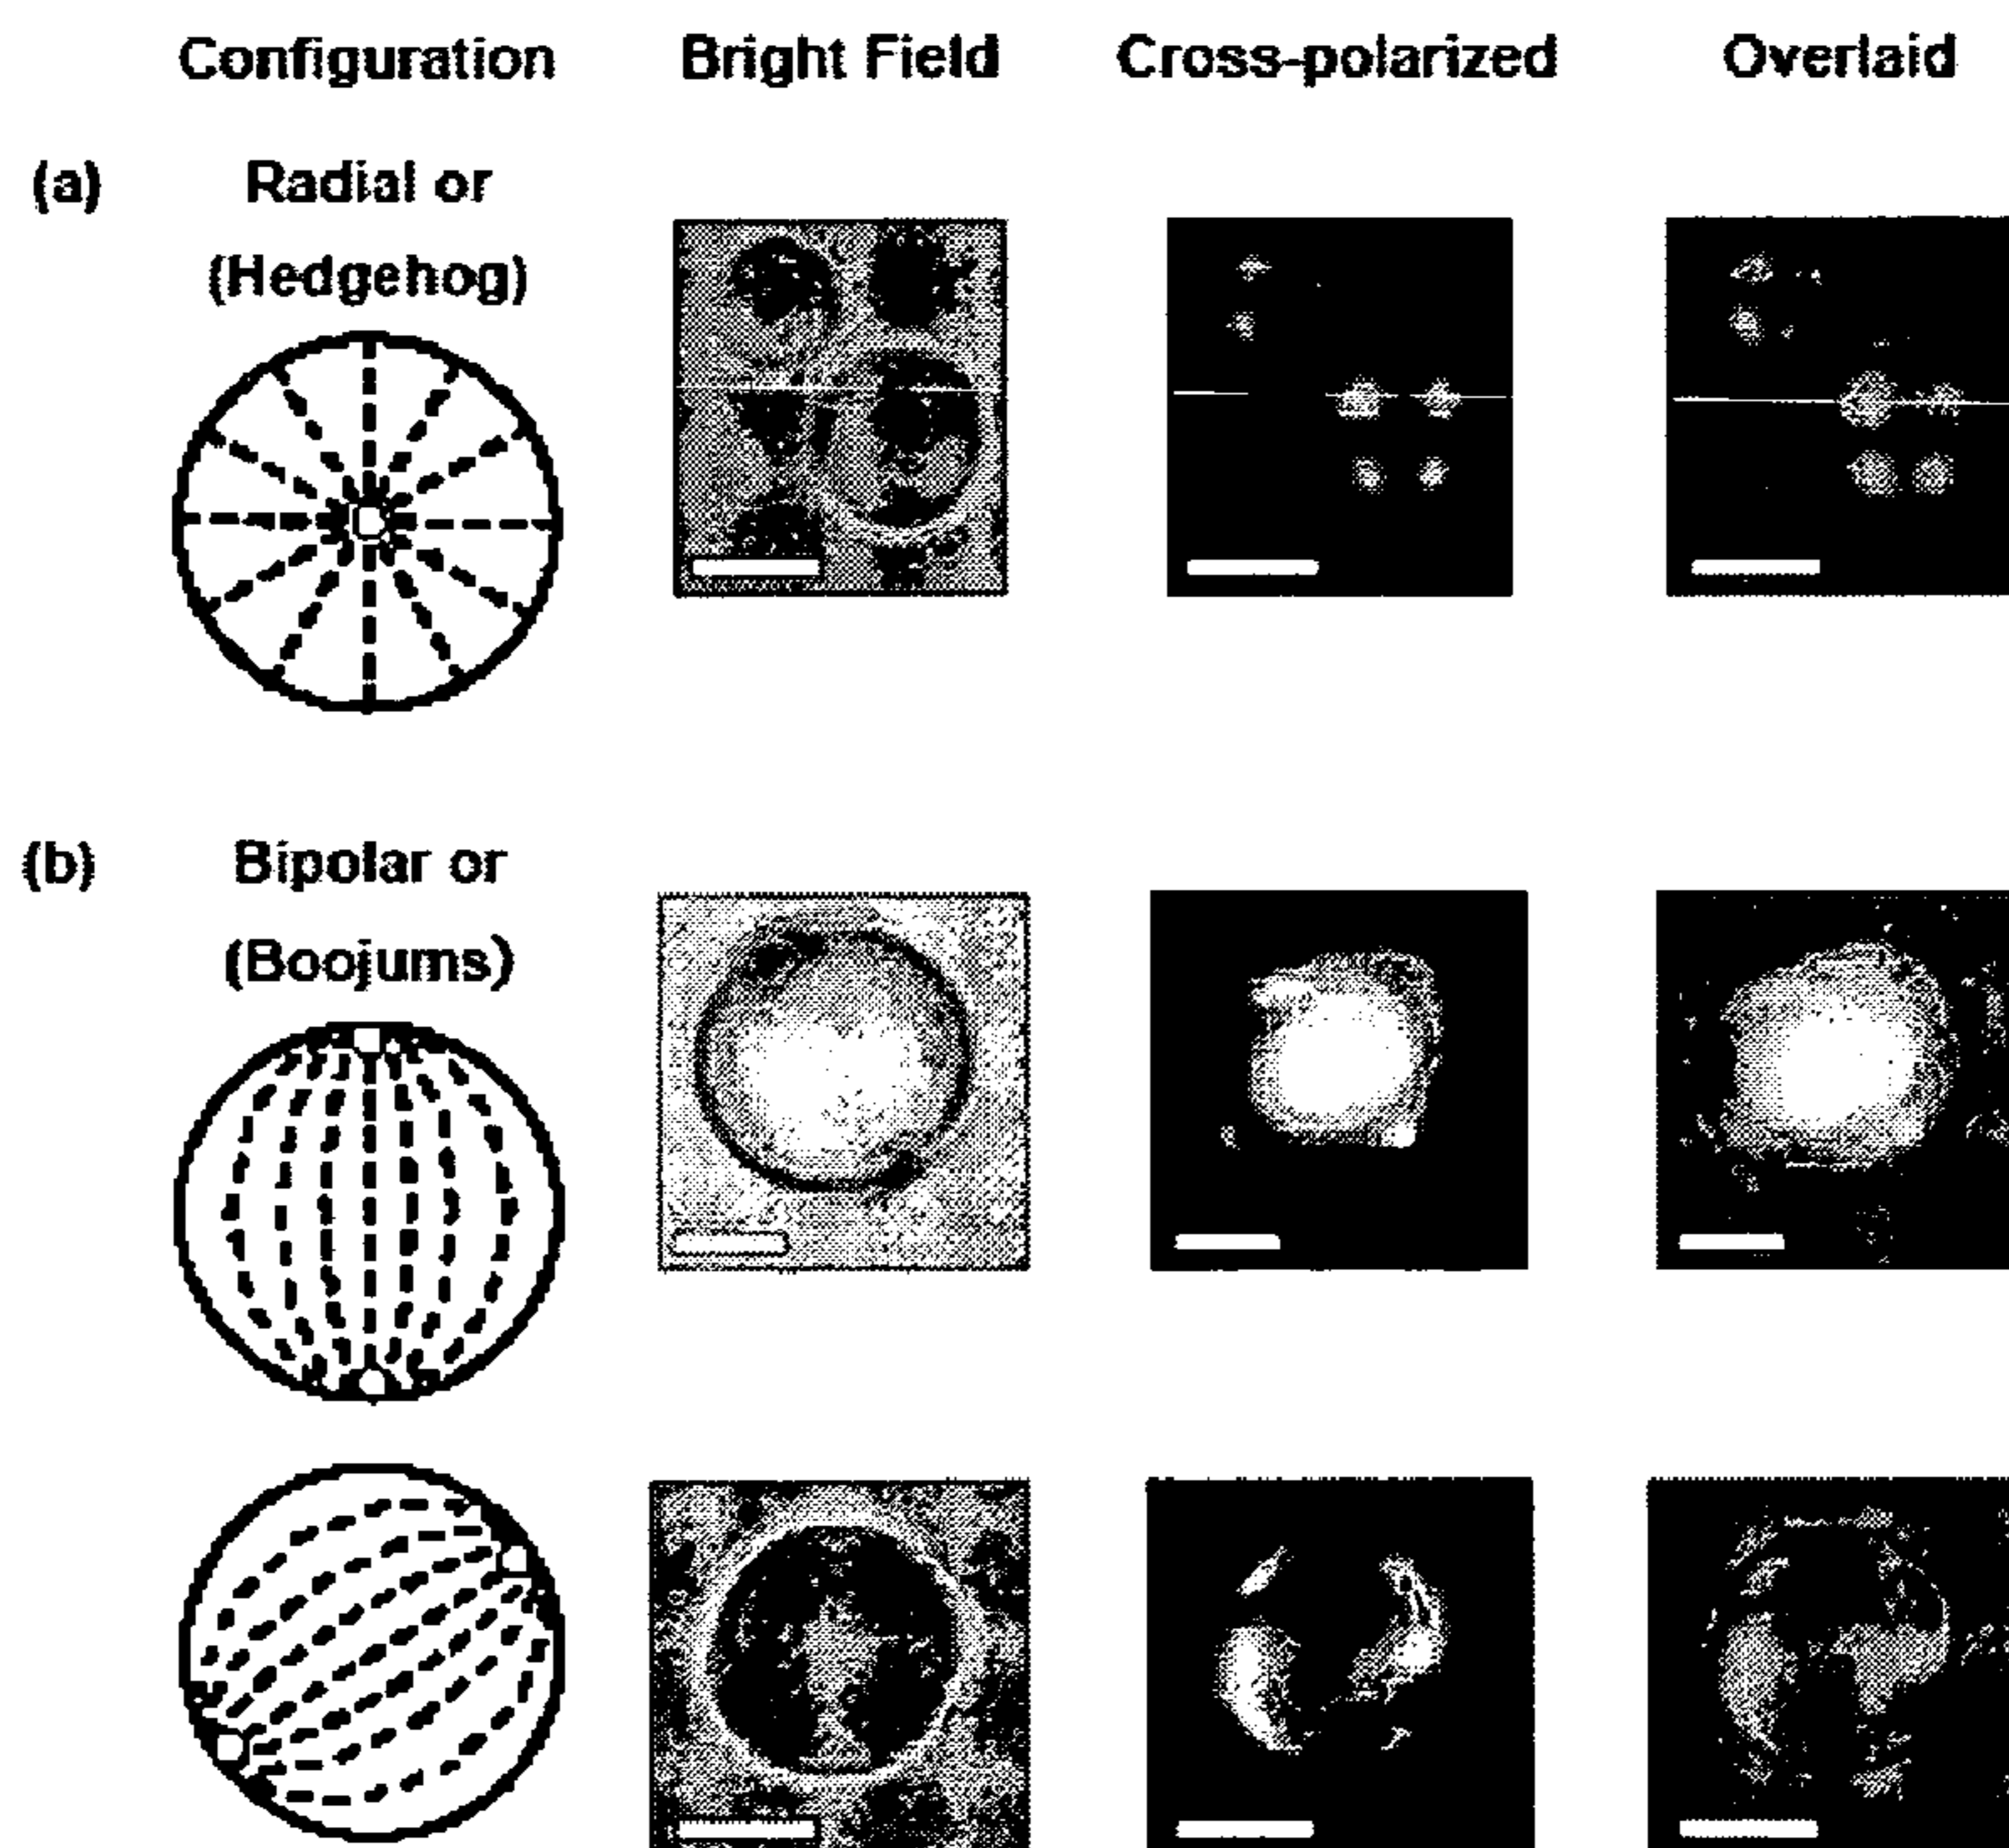 Configuration Bright Field Cross-polarized Overlaid
(a) Radial or
(Hedgehog)
(b) Bipolar or
(Boojums)